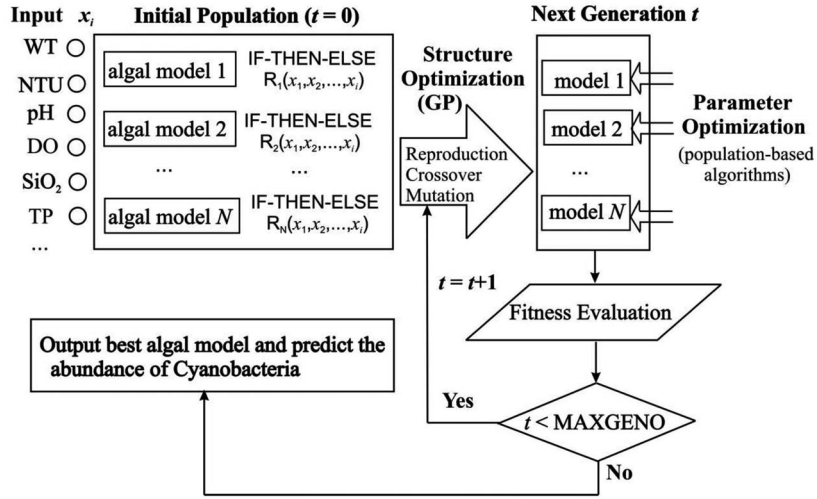 Input xᵢ
WT
NTU
pH
DO
SiO₂
TP
...
Initial Population (t = 0)
algal model 1
IF-THEN-ELSE
R₁(x₁,x₂,...,xᵢ)
algal model 2
IF-THEN-ELSE
R₂(x₁,x₂,...,xᵢ)
...
...
algal model N
IF-THEN-ELSE
R_N(x₁,x₂,...,xᵢ)
Structure
Optimization
(GP)
Reproduction
Crossover
Mutation
Next Generation t
model 1
model 2
...
model N
Parameter
Optimization
(population-based
algorithms)
t = t+1
Fitness Evaluation
t < MAXGENO
Yes
No
Output best algal model and predict the
abundance of Cyanobacteria